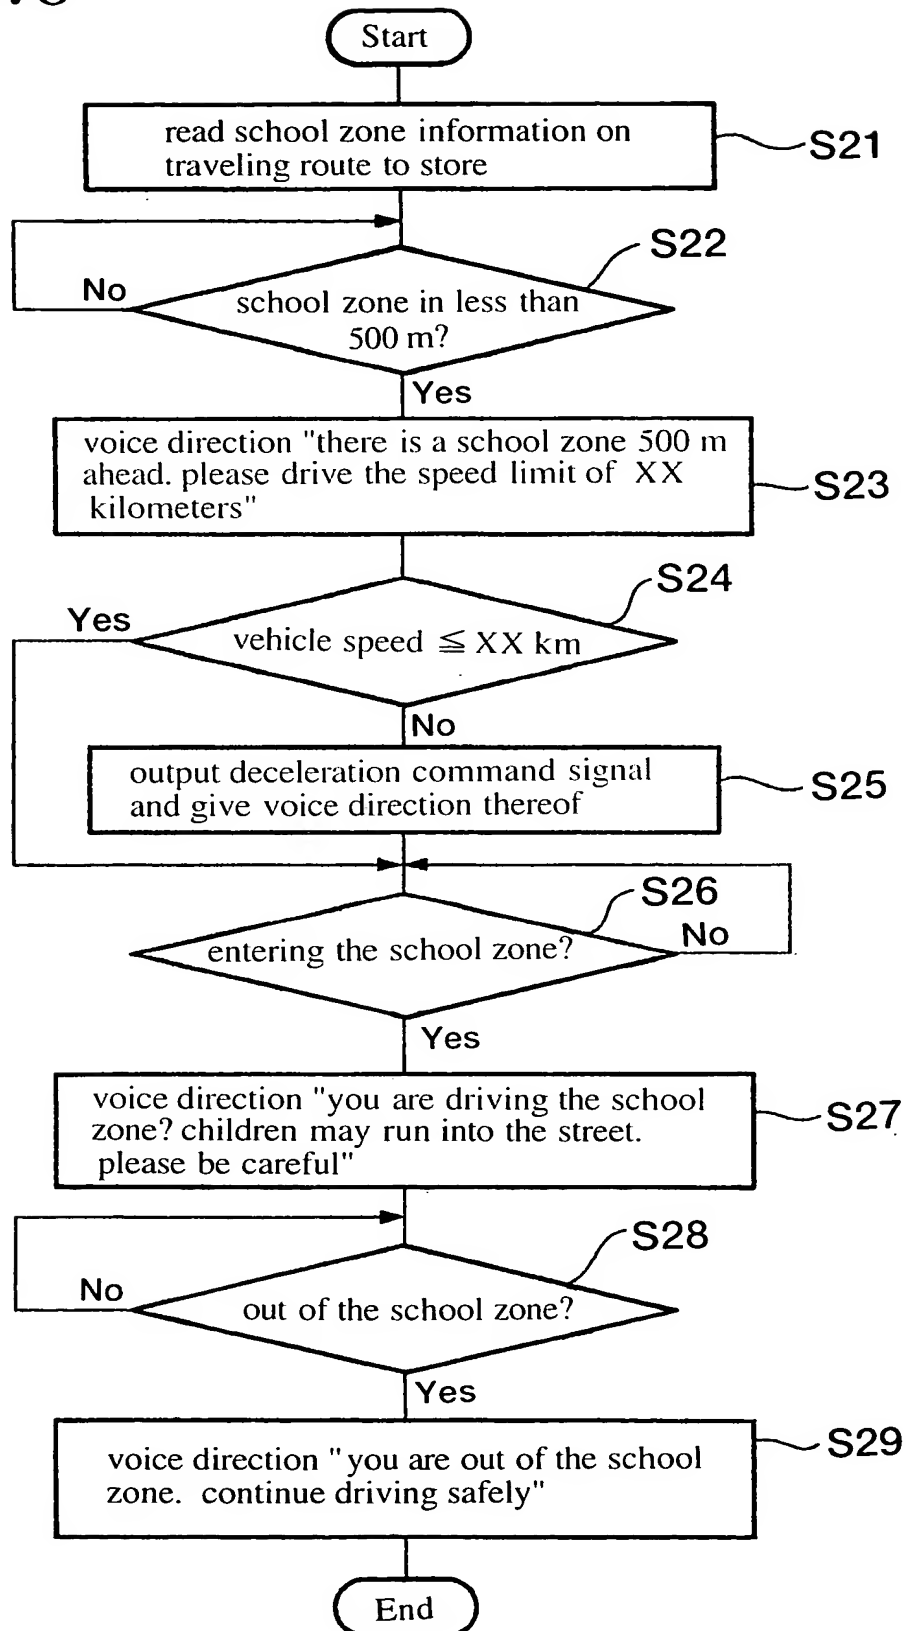 Start
read school zone information on
traveling route to store
S21
S22
No
school zone in less than
500 m?
Yes
voice direction "there is a school zone 500 m
ahead. please drive the speed limit of XX
kilometers"
S23
S24
Yes
vehicle speed ≦ XX km
No
output deceleration command signal
and give voice direction thereof
S25
S26
No
entering the school zone?
Yes
voice direction "you are driving the school
zone? children may run into the street.
please be careful"
S27
S28
No
out of the school zone?
Yes
voice direction "you are out of the school
zone. continue driving safely"
S29
End